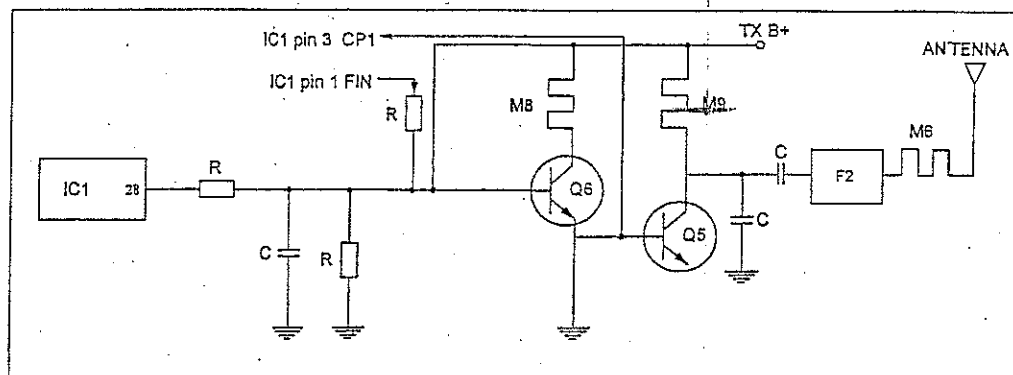 TX B+
IC1 pin 3 CP1
ANTENNA
IC1 pin 1 FIN
M8
M9
R
M6
R
C
IC1
28
Q6
F2
C
R
Q5
C